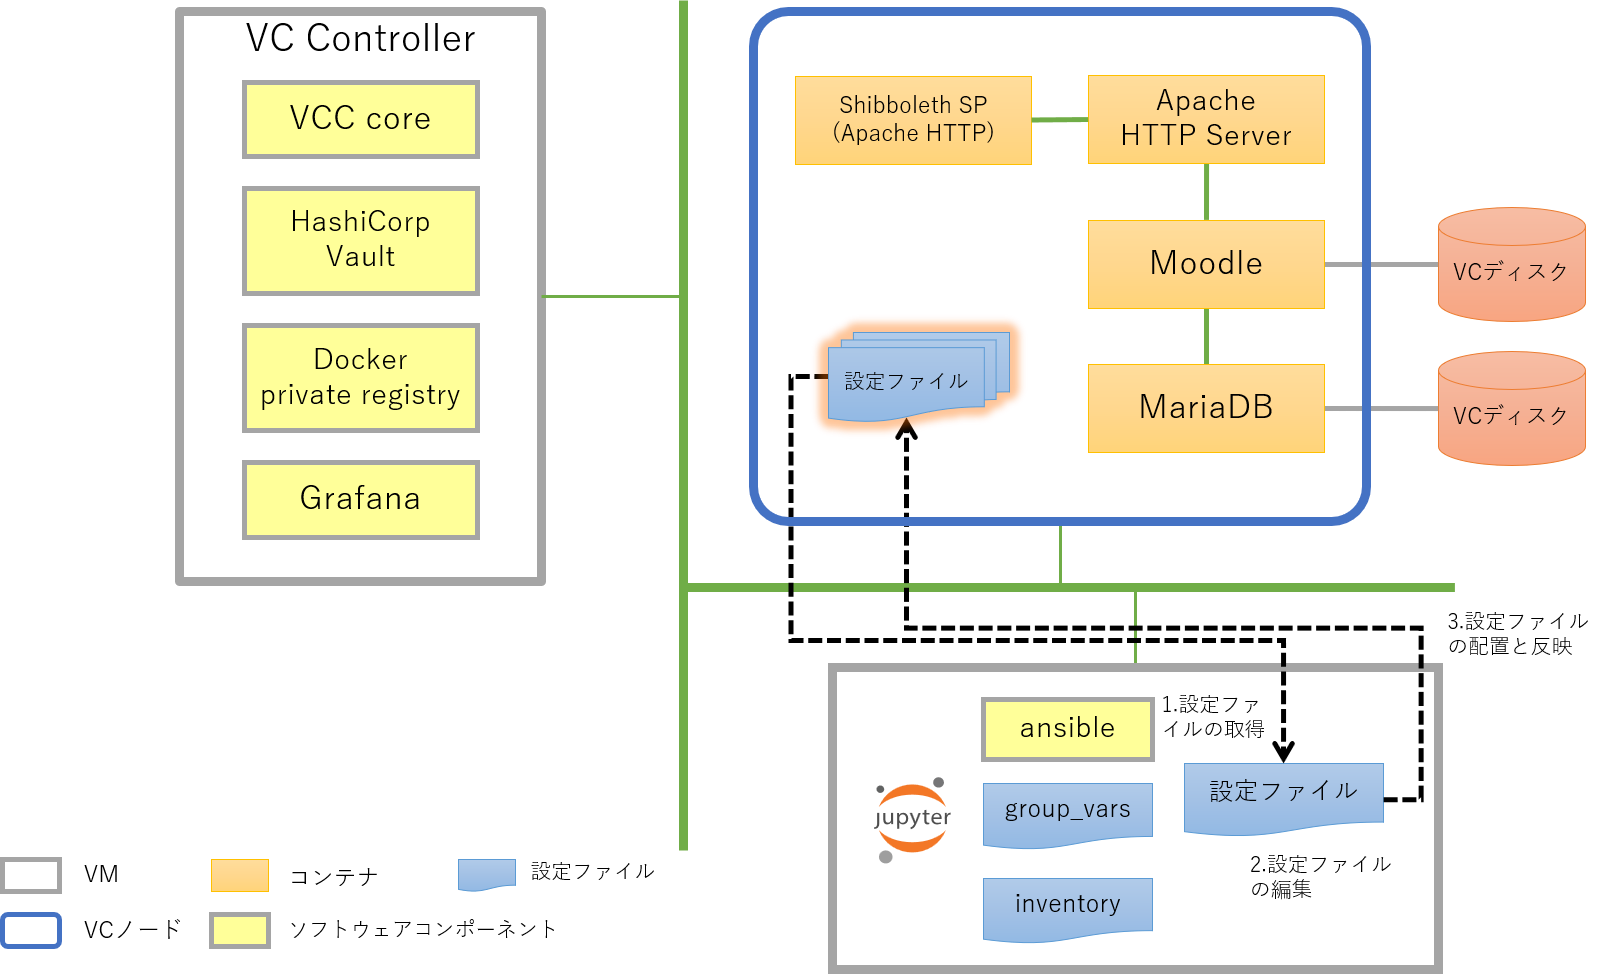 VC Controller
VCC core
HashiCorp
Vault
Docker
private registry
Grafana
Shibboleth SP
(Apache HTTP)
Apache
HTTP Server
Moodle
MariaDB
VCディスク
VCディスク
設定ファイル
3.設定ファイル
の配置と反映
ansible
1.設定ファ
イルの取得
jupyter
group_vars
設定ファイル
2.設定ファイル
の編集
inventory
VM
コンテナ
設定ファイル
VCノード
ソフトウェアコンポーネント